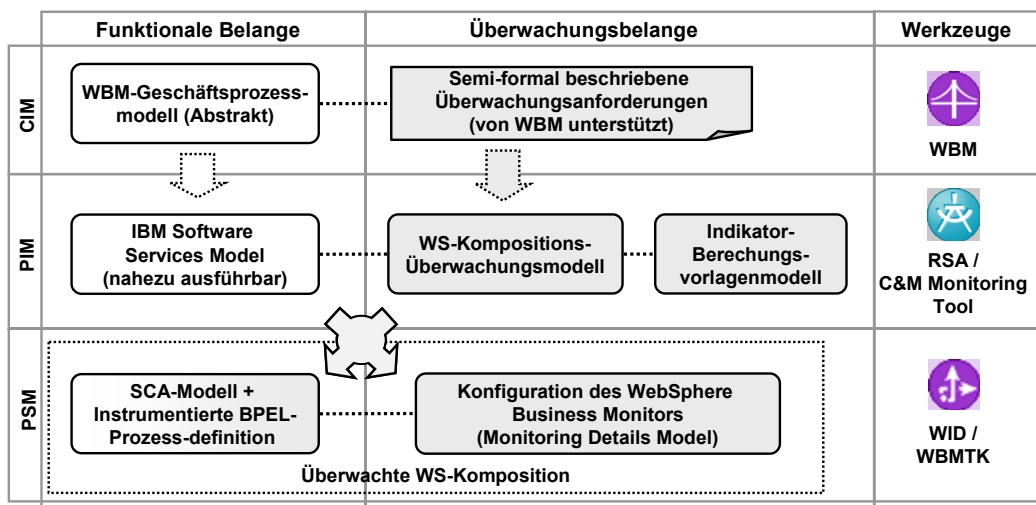 Funktionale Belange
Überwachungsbelange
Werkzeuge
CIM
WBM-Geschäftsprozess-
modell (Abstrakt)
Semi-formal beschriebene
Überwachungsanforderungen
(von WBM unterstützt)
WBM
PIM
IBM Software
Services Model
(nahezu ausführbar)
WS-Kompositions-
Überwachungsmodell
Indikator-
Berechungs-
vorlagenmodell
RSA /
C&M Monitoring
Tool
PSM
SCA-Modell +
Instrumentierte BPEL-
Prozess-definition
Konfiguration des WebSphere
Business Monitors
(Monitoring Details Model)
WID /
WBMTK
Überwachte WS-Komposition